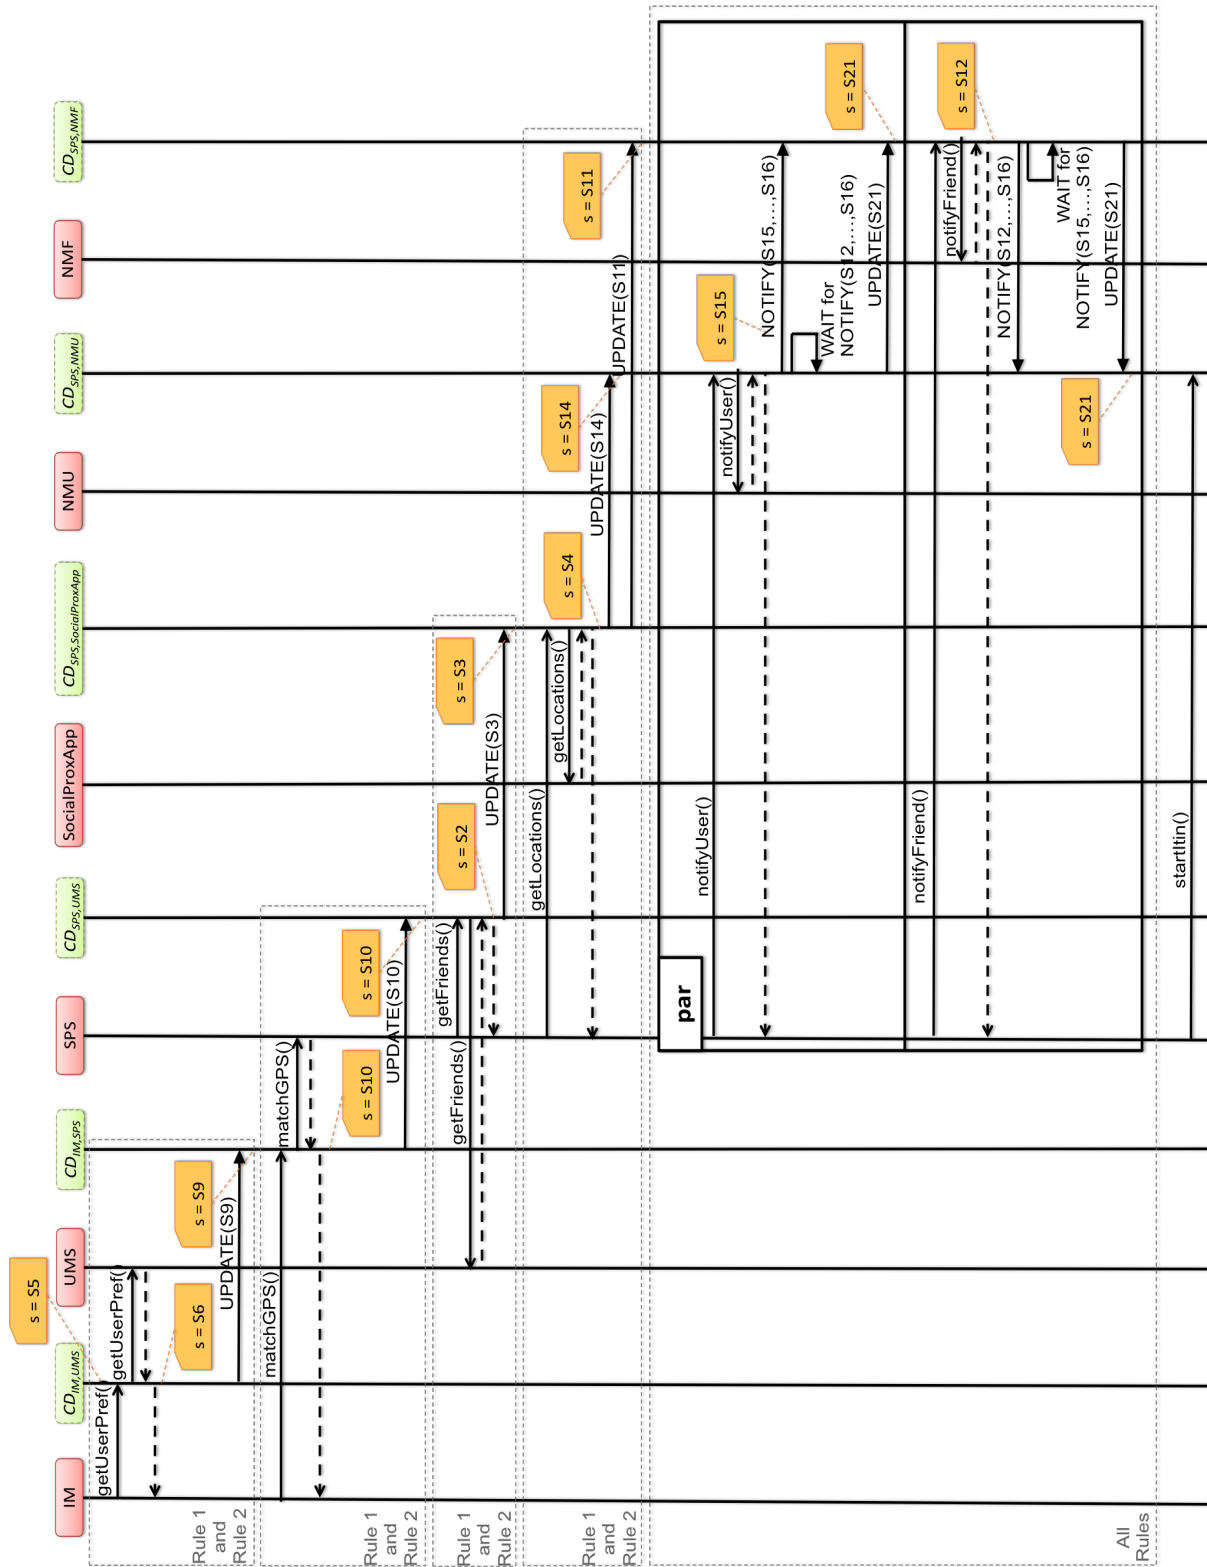 IM
CD_IM,UMS
UMS
CD_IM,SPS
SPS
CD_SPS,UMS
SocialProxApp
CD_SPS,SocialProxApp
NMU
CD_SPS,NMU
NMF
CD_SPS,NMF
s = S5
getUserPref()
getUserPref()
s = S6
s = S9
UPDATE(S9)
Rule 1
and
Rule 2
matchGPS()
matchGPS()
s = S10
s = S10
UPDATE(S10)
Rule 1
and
Rule 2
getFriends()
getFriends()
s = S2
s = S3
UPDATE(S3)
Rule 1
and
Rule 2
getLocations()
getLocations()
s = S4
s = S14
UPDATE(S14)
s = S11
UPDATE(S11)
Rule 1
and
Rule 2
par
notifyUser()
notifyUser()
s = S15
NOTIFY(S15,...,S16)
WAIT for
NOTIFY(S12,...,S16)
UPDATE(S21)
s = S21
notifyFriend()
notifyFriend()
s = S12
NOTIFY(S12,...,S16)
WAIT for
NOTIFY(S15,...,S16)
UPDATE(S21)
s = S21
All
Rules
startItin()